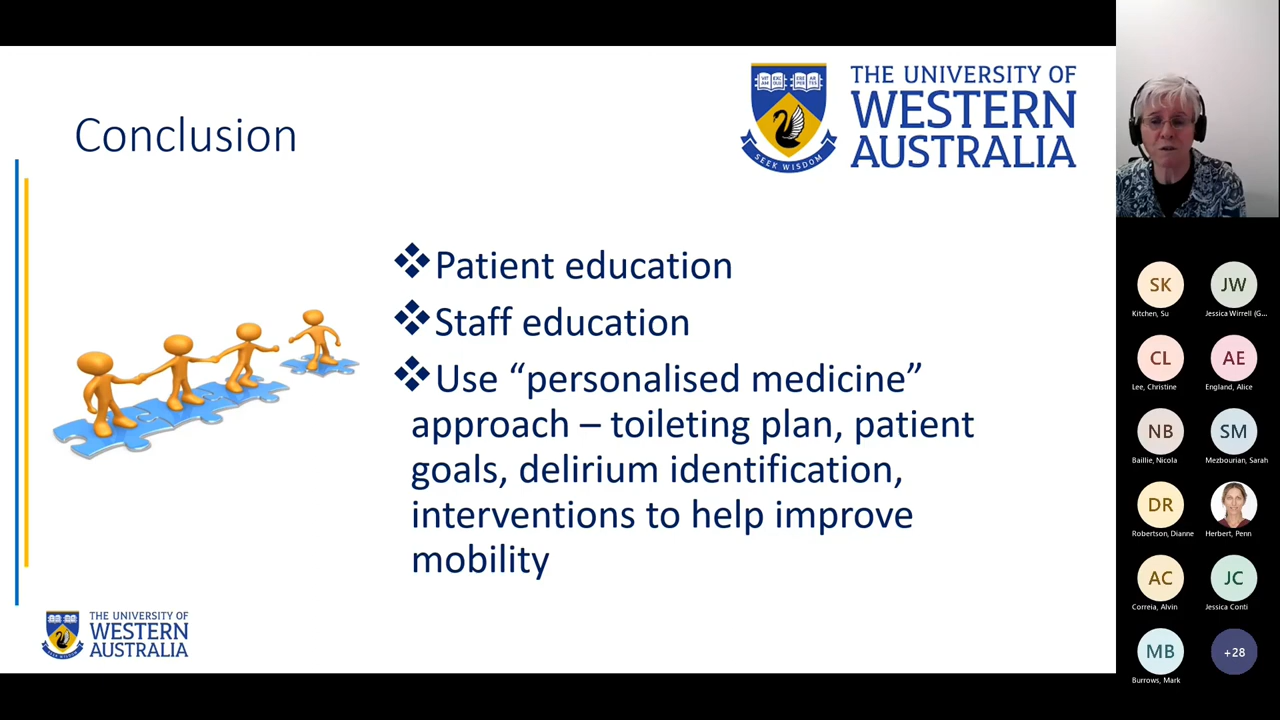 Conclusion
THE UNIVERSITY OF
WESTERN
AUSTRALIA
SEEK WISDOM
❖Patient education
❖Staff education
❖Use “personalised medicine”
approach – toileting plan, patient
goals, delirium identification,
interventions to help improve
mobility
THE UNIVERSITY OF
WESTERN
AUSTRALIA
SK
Kitchen, Su
JW
Jessica Wirrell (G...
CL
Lee, Christine
AE
England, Alice
NB
Baillie, Nicola
SM
Mezbourian, Sarah
DR
Robertson, Dianne
Herbert, Penn
AC
Correia, Alvin
JC
Jessica Conti
MB
Burrows, Mark
+28